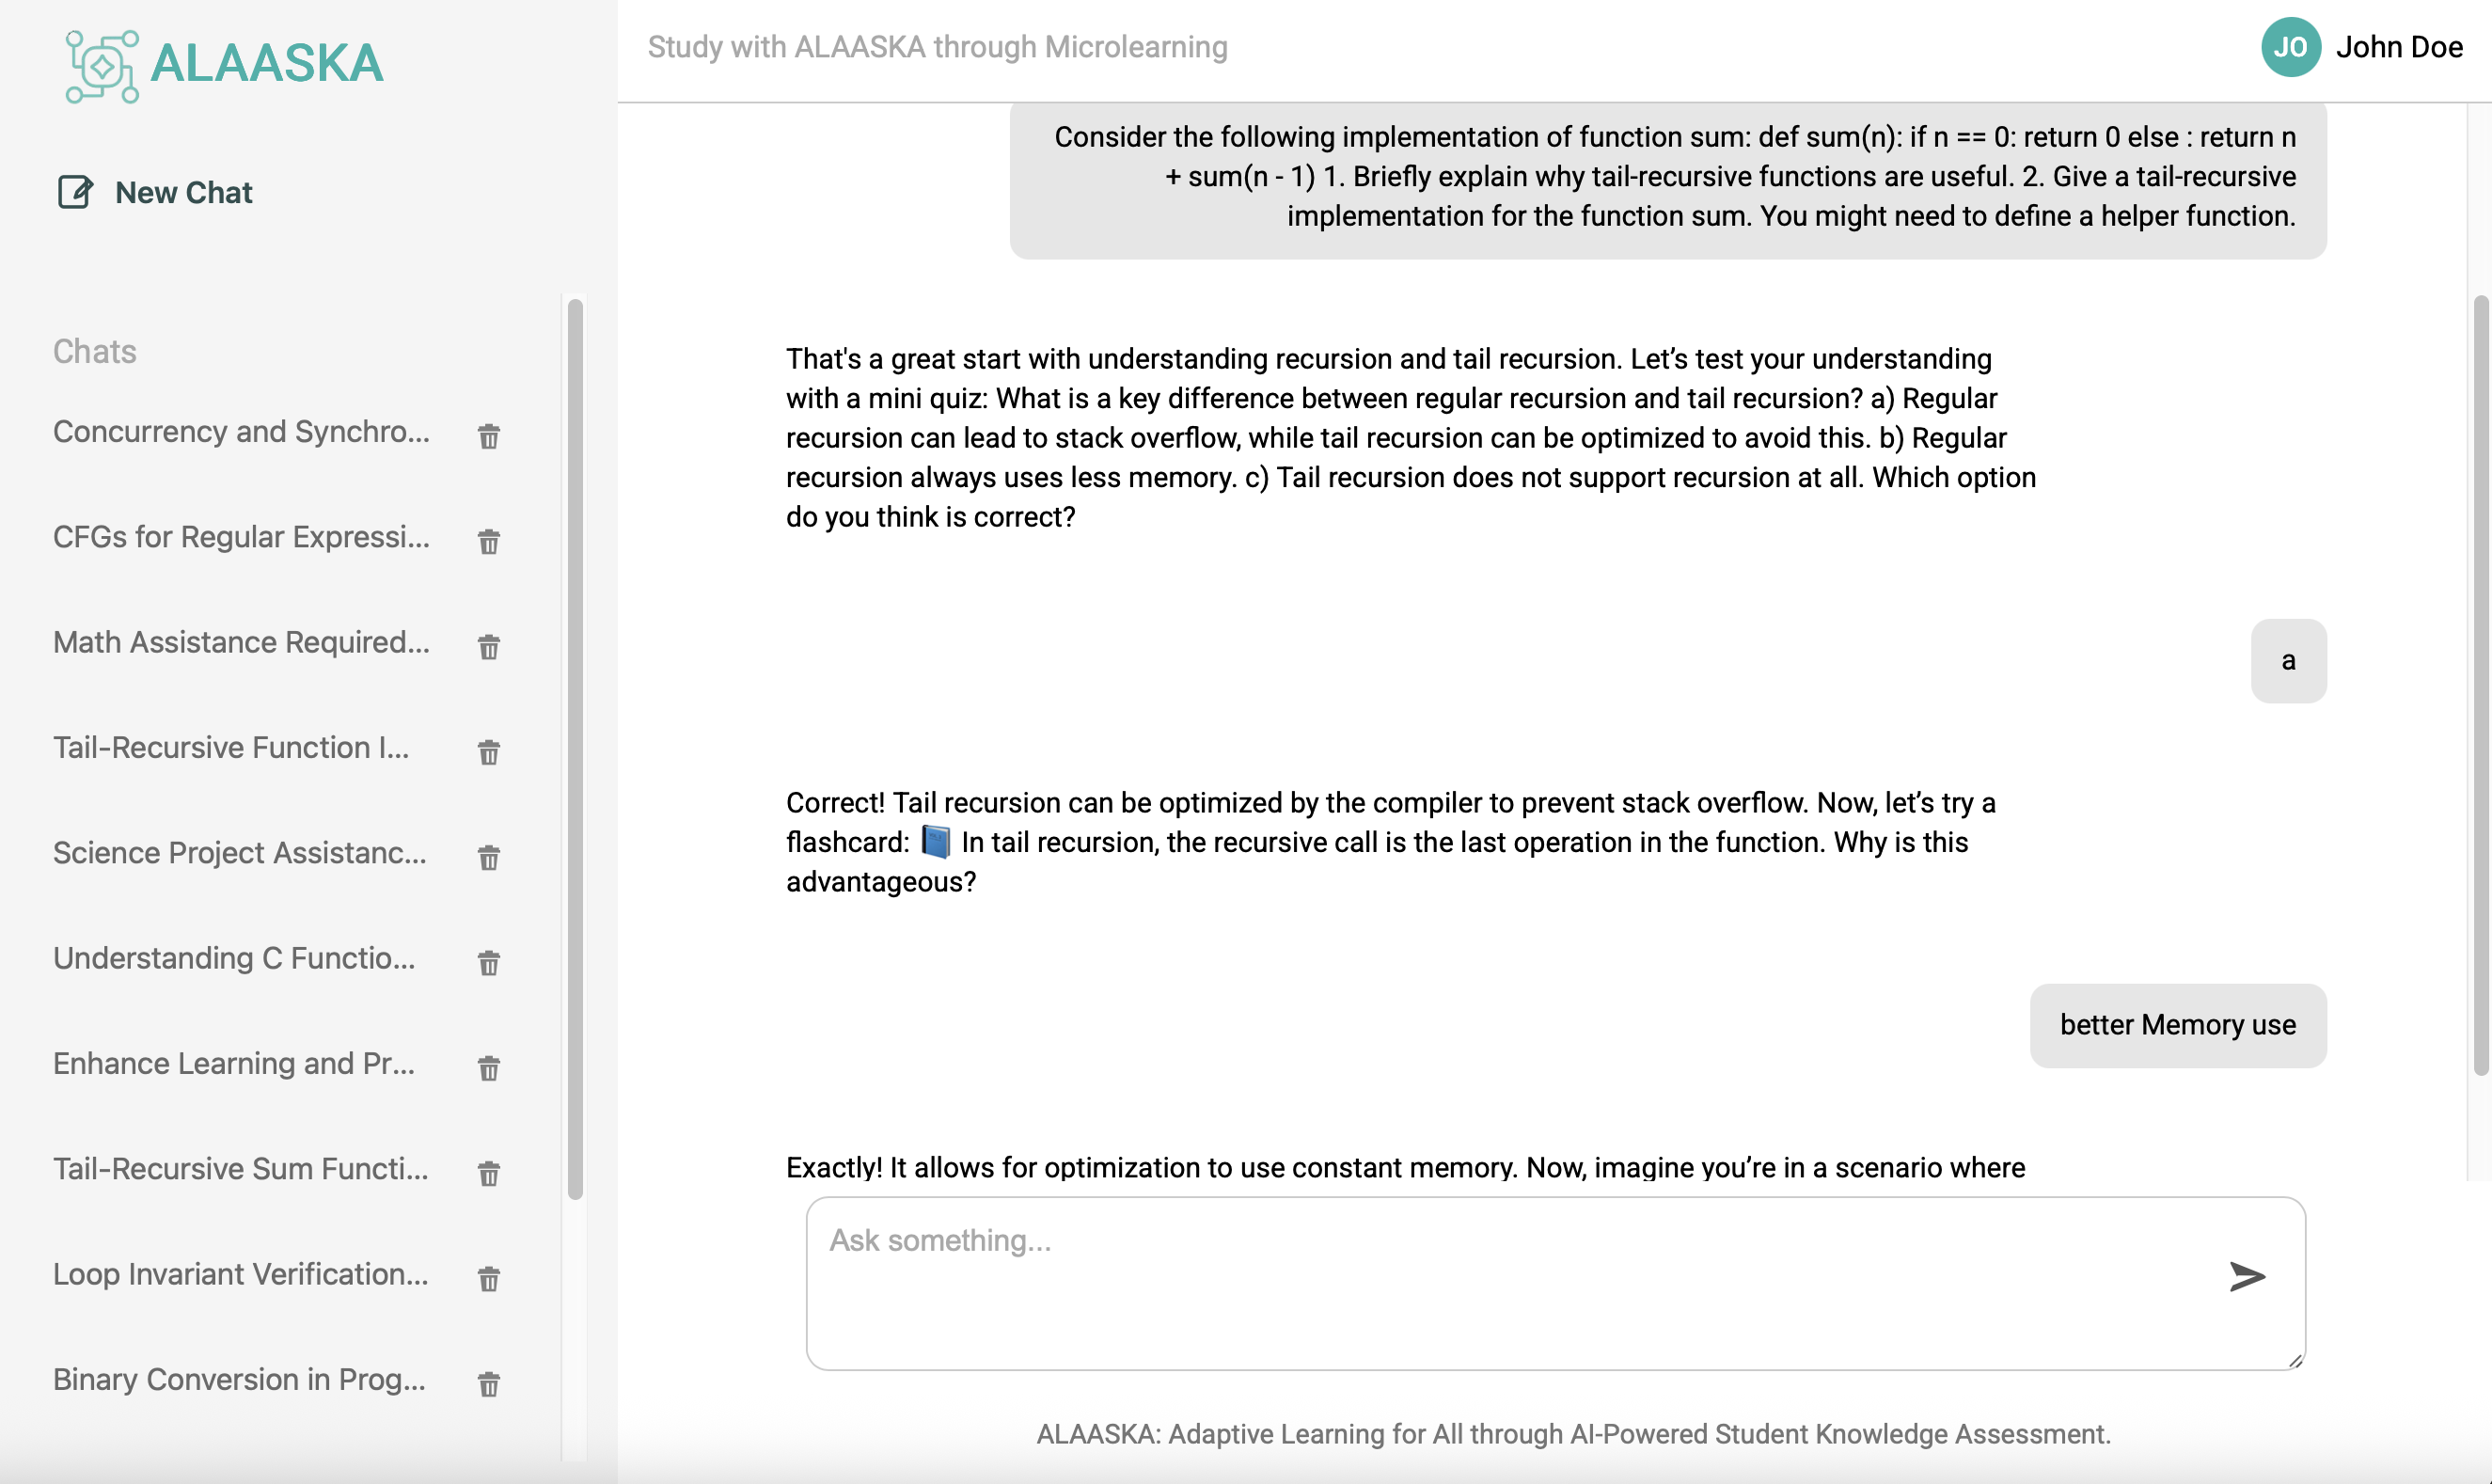 ALAASKA
New Chat
Chats
Concurrency and Synchro...
CFGs for Regular Expressi...
Math Assistance Required...
Tail-Recursive Function I...
Science Project Assistanc...
Understanding C Functio...
Enhance Learning and Pr...
Tail-Recursive Sum Functi...
Loop Invariant Verification...
Binary Conversion in Prog...
Study with ALAASKA through Microlearning
JO John Doe
Consider the following implementation of function sum: def sum(n): if n == 0: return 0 else : return n
+ sum(n - 1) 1. Briefly explain why tail-recursive functions are useful. 2. Give a tail-recursive
implementation for the function sum. You might need to define a helper function.
That's a great start with understanding recursion and tail recursion. Let’s test your understanding
with a mini quiz: What is a key difference between regular recursion and tail recursion? a) Regular
recursion can lead to stack overflow, while tail recursion can be optimized to avoid this. b) Regular
recursion always uses less memory. c) Tail recursion does not support recursion at all. Which option
do you think is correct?
a
Correct! Tail recursion can be optimized by the compiler to prevent stack overflow. Now, let’s try a
flashcard: 📘 In tail recursion, the recursive call is the last operation in the function. Why is this
advantageous?
better Memory use
Exactly! It allows for optimization to use constant memory. Now, imagine you’re in a scenario where
Ask something...
ALAASKA: Adaptive Learning for All through AI-Powered Student Knowledge Assessment.